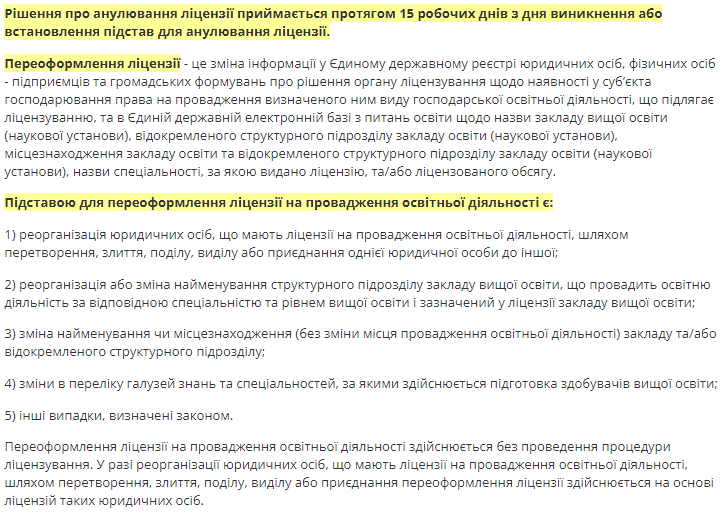 Рішення про анулювання ліцензії приймається протягом 15 робочих днів з дня виникнення або
встановлення підстав для анулювання ліцензії.
Переоформлення ліцензії - це зміна інформації у Єдиному державному реєстрі юридичних осіб, фізичних осіб
- підприємців та громадських формувань про рішення органу ліцензування щодо наявності у суб’єкта
господарювання права на провадження визначеного ним виду господарської освітньої діяльності, що підлягає
ліцензуванню, та в Єдиній державній електронній базі з питань освіти щодо назви закладу вищої освіти
(наукової установи), відокремленого структурного підрозділу закладу освіти (наукової установи),
місцезнаходження закладу освіти та відокремленого структурного підрозділу закладу освіти (наукової
установи), назви спеціальності, за якою видано ліцензію, та/або ліцензованого обсягу.
Підставою для переоформлення ліцензії на провадження освітньої діяльності є:
1) реорганізація юридичних осіб, що мають ліцензії на провадження освітньої діяльності, шляхом
перетворення, злиття, поділу, виділу або приєднання однієї юридичної особи до іншої;
2) реорганізація або зміна найменування структурного підрозділу закладу вищої освіти, що провадить освітню
діяльність за відповідною спеціальністю та рівнем вищої освіти і зазначений у ліцензії закладу вищої освіти;
3) зміна найменування чи місцезнаходження (без зміни місця провадження освітньої діяльності) закладу та/або
відокремленого структурного підрозділу;
4) зміни в переліку галузей знань та спеціальностей, за якими здійснюється підготовка здобувачів вищої освіти;
5) інші випадки, визначені законом.
Переоформлення ліцензії на провадження освітньої діяльності здійснюється без проведення процедури
ліцензування. У разі реорганізації юридичних осіб, що мають ліцензії на провадження освітньої діяльності,
шляхом перетворення, злиття, поділу, виділу або приєднання переоформлення ліцензії здійснюється на основі
ліцензій таких юридичних осіб.